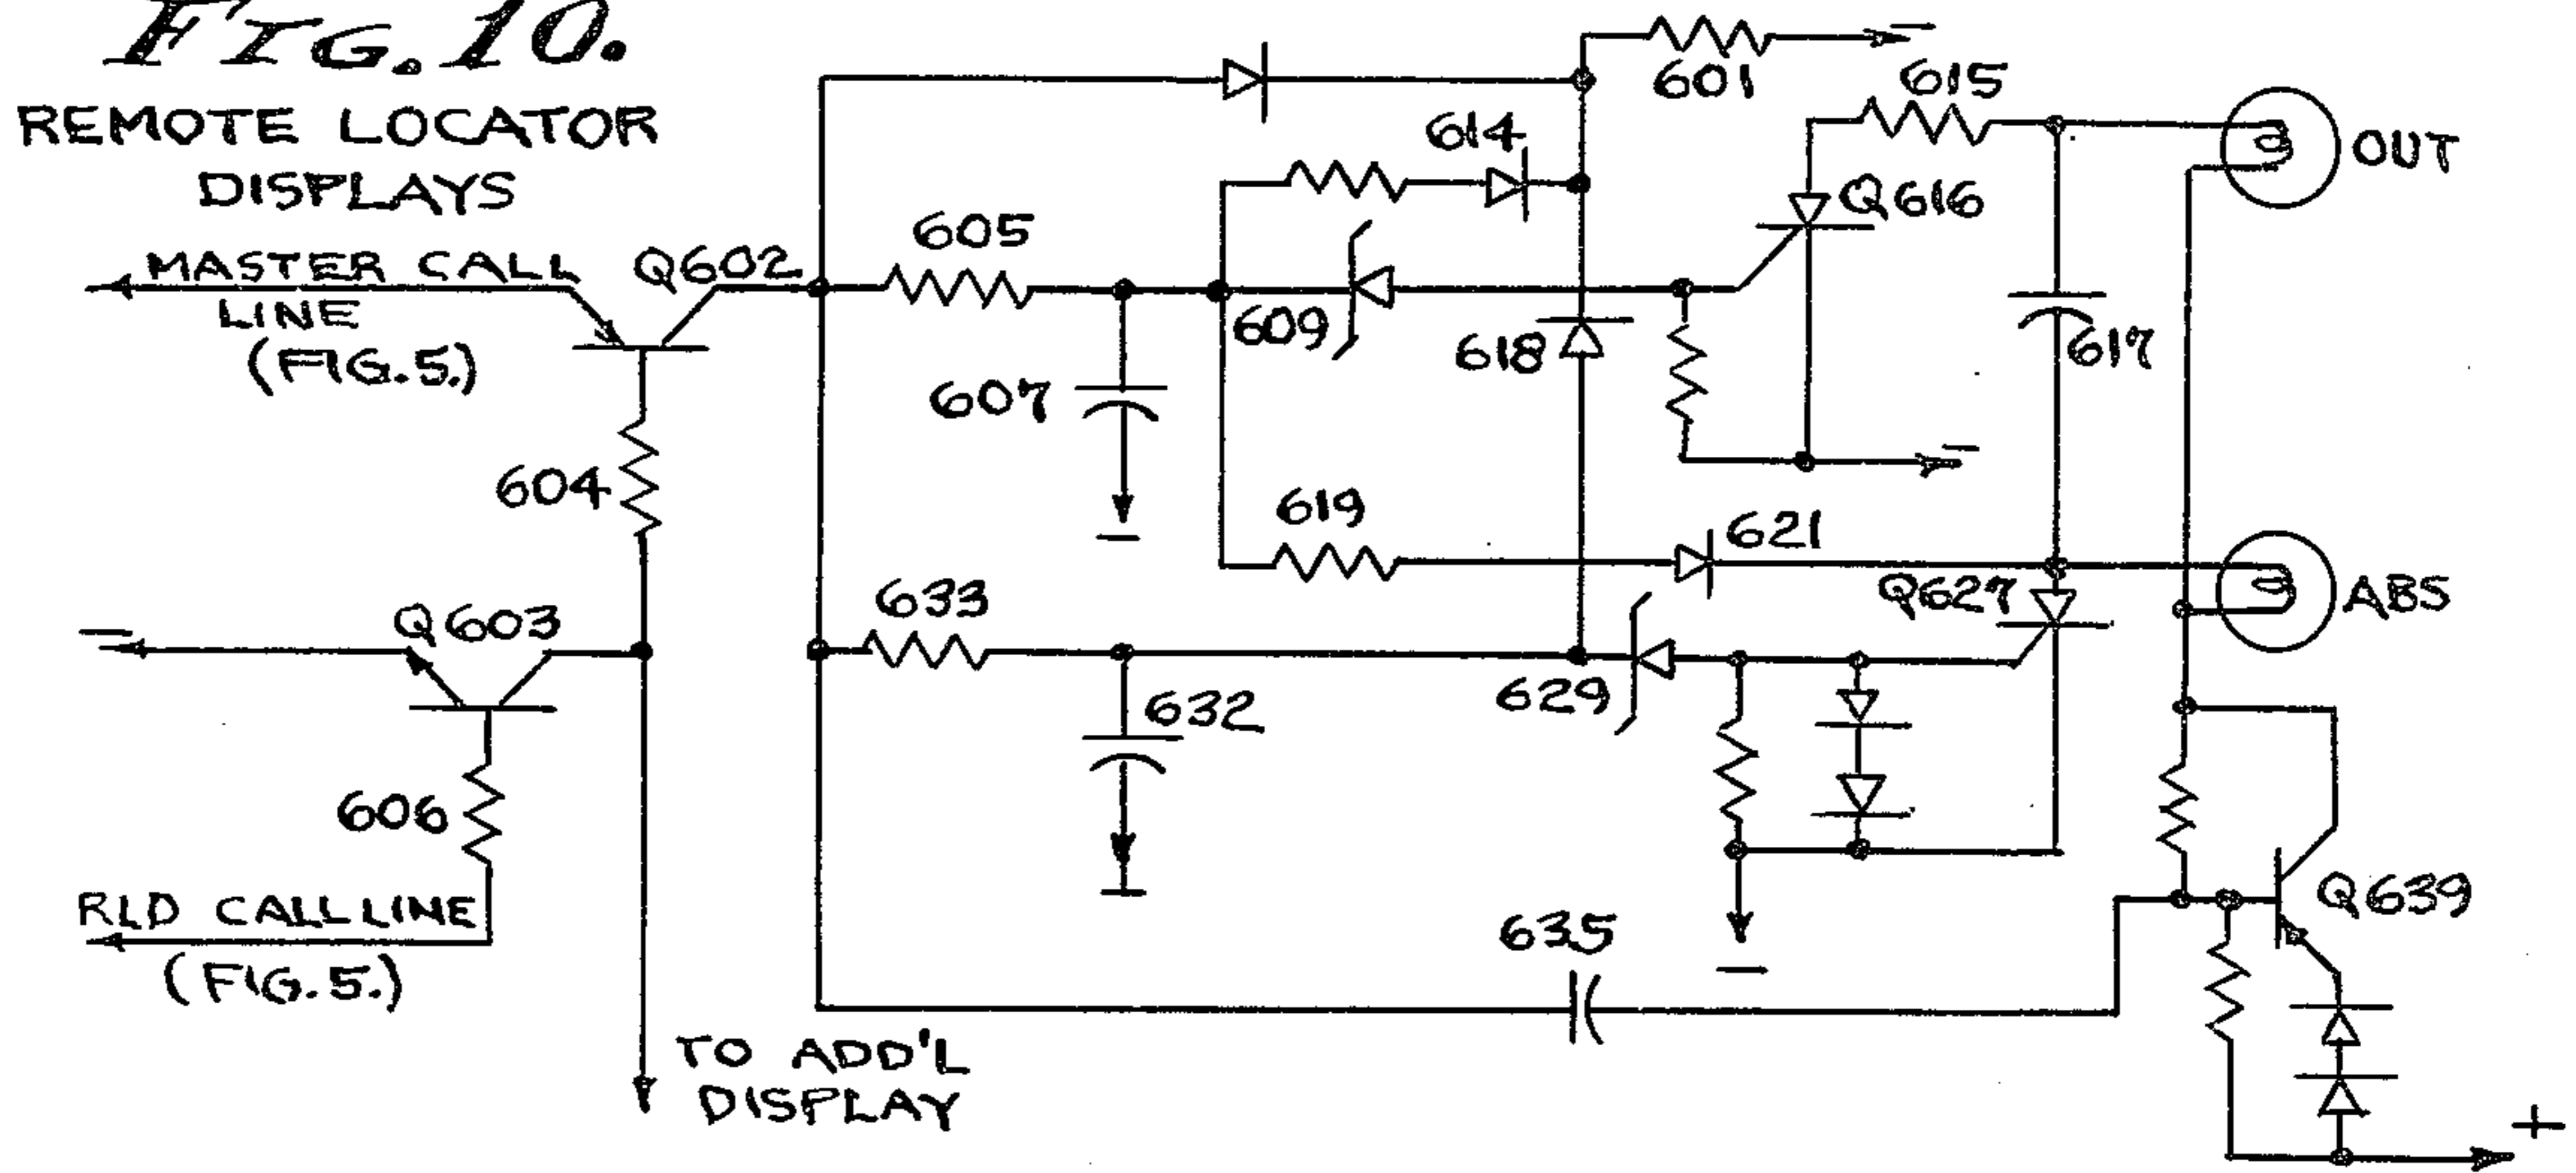 FIG. 10.
REMOTE LOCATOR
DISPLAYS
MASTER CALL
LINE
(FIG. 5.)
Q602
605
607
604
Q603
606
RLD CALL LINE
(FIG. 5.)
TO ADD'L
DISPLAY
633
632
614
609
618
619
621
629
635
601
615
Q616
617
OUT
Q627
ABS
Q639
+